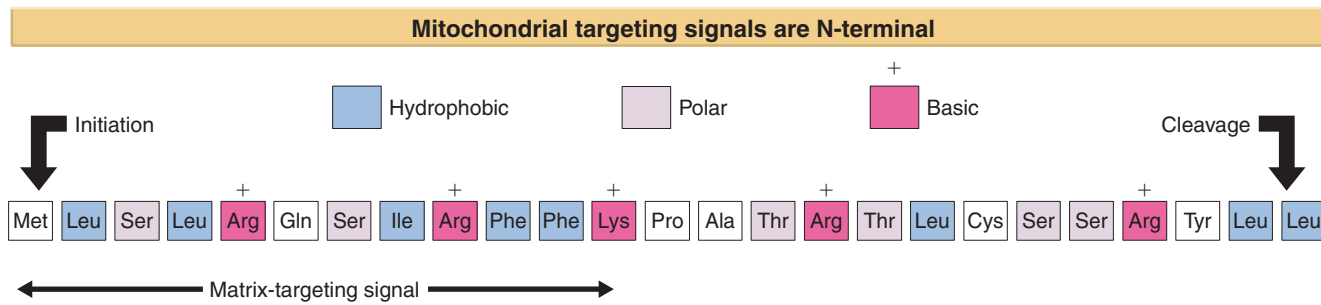 Mitochondrial targeting signals are N-terminal
+
Hydrophobic Polar Basic
Initiation Cleavage
+ + + + +
Met Leu Ser Leu Arg Gln Ser Ile Arg Phe Phe Lys Pro Ala Thr Arg Thr Leu Cys Ser Ser Arg Tyr Leu Leu
Matrix-targeting signal